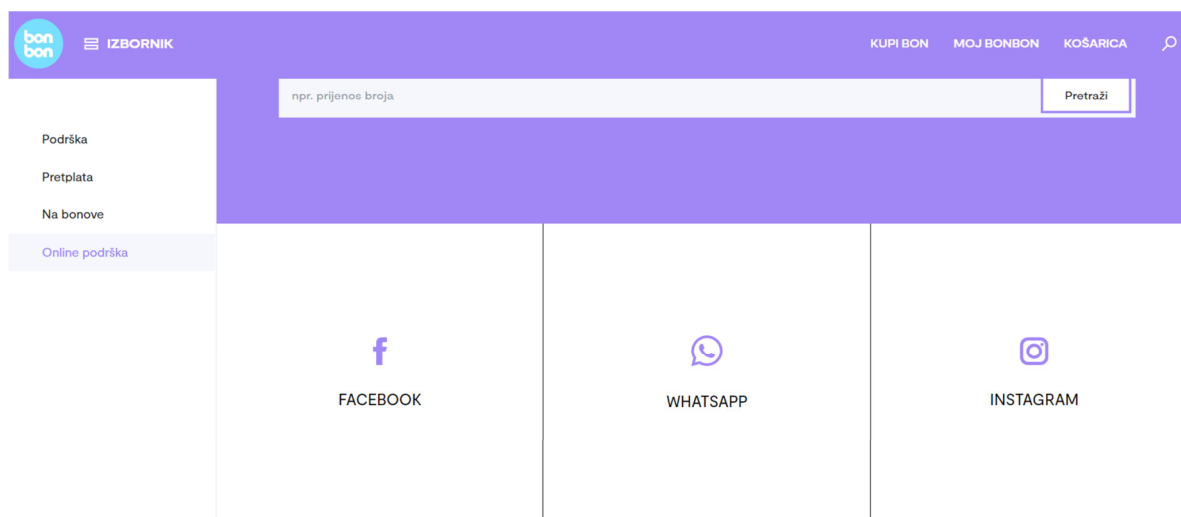 bon
bon
IZBORNIK
KUPI BON
MOJ BONBON
KOŠARICA
npr. prijenos broja
Pretraži
Podrška
Pretplata
Na bonove
Online podrška
FACEBOOK
WHATSAPP
INSTAGRAM